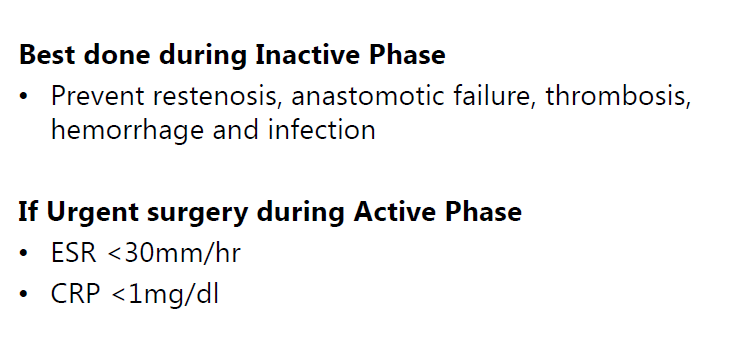 Best done during Inactive Phase
• Prevent restenosis, anastomotic failure, thrombosis,
hemorrhage and infection
If Urgent surgery during Active Phase
• ESR <30mm/hr
• CRP <1mg/dl